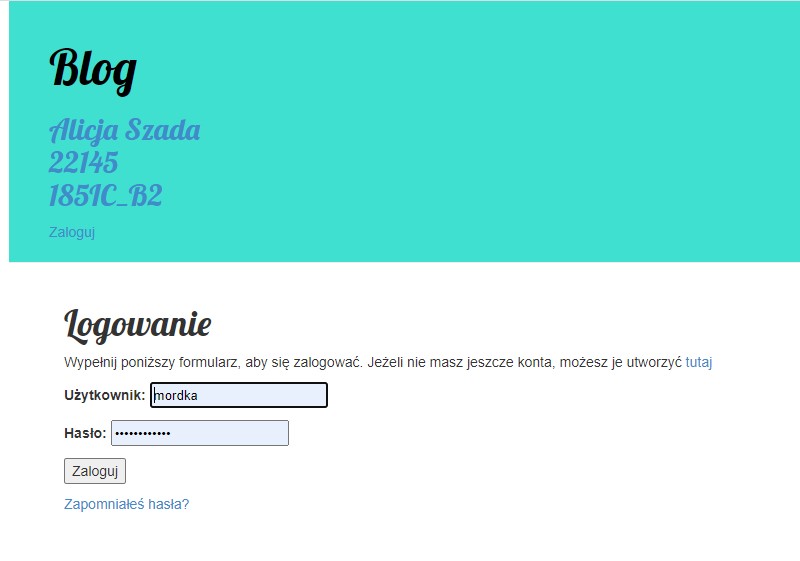 Blog
Alicja Szada
22145
185IC_B2
Zaloguj
Logowanie
Wypełnij poniższy formularz, aby się zalogować. Jeżeli nie masz jeszcze konta, możesz je utworzyć tutaj
Użytkownik: mordka
Hasło: ••••••••••••
Zaloguj
Zapomniałeś hasła?